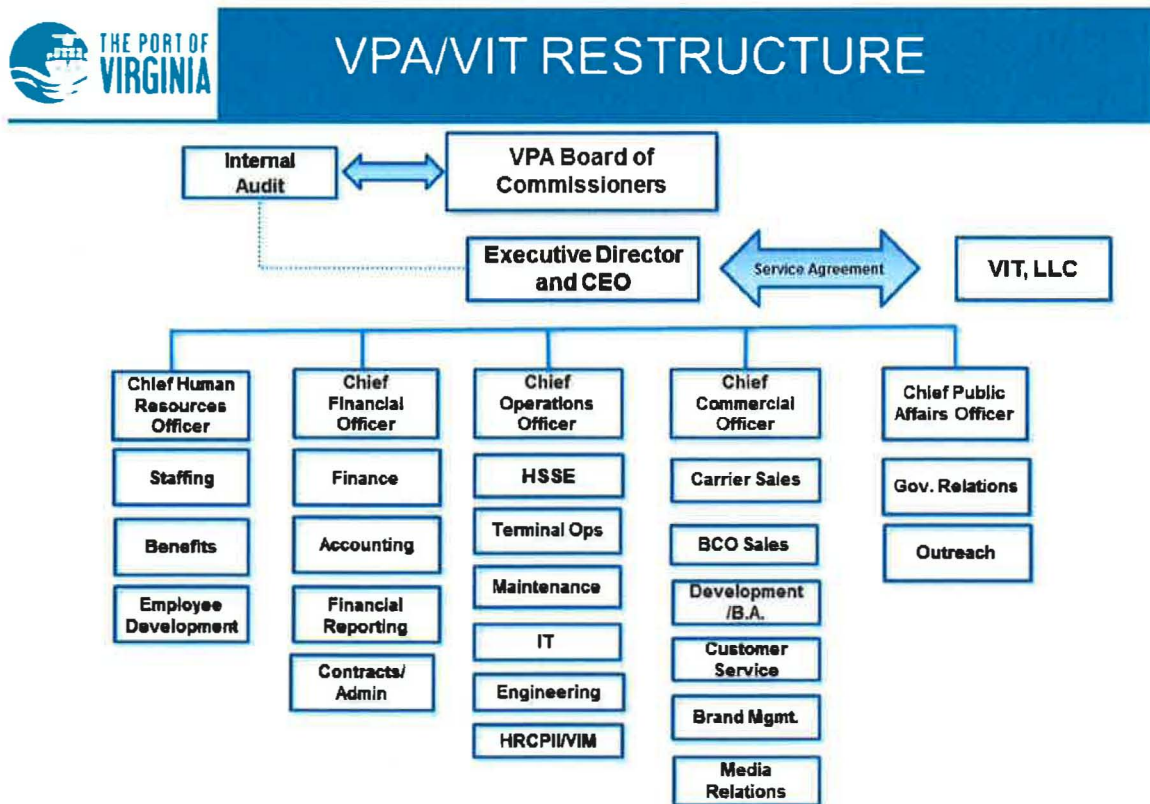 THE PORT OF
VIRGINIA
VPA/VIT RESTRUCTURE
Internal
Audit
VPA Board of
Commissioners
Executive Director
and CEO
Service Agreement
VIT, LLC
Chief Human
Resources
Officer
Chief
Financial
Officer
Chief
Operations
Officer
Chief
Commercial
Officer
Chief Public
Affairs Officer
Staffing
Finance
HSSE
Carrier Sales
Gov. Relations
Benefits
Accounting
Terminal Ops
BCO Sales
Outreach
Employee
Development
Financial
Reporting
Maintenance
Development
/B.A.
Contracts/
Admin
IT
Customer
Service
Engineering
Brand Mgmt.
HRCPII/VIM
Media
Relations